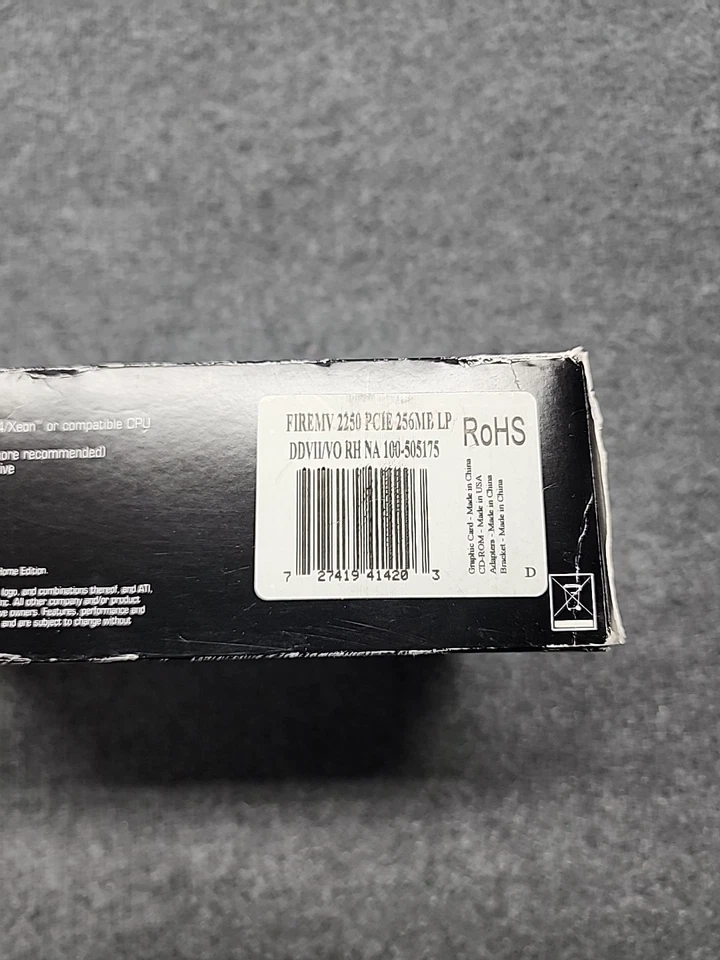 4/Xeon or compatible CPU
ore recommended)
ive
Home Edition.
logo, and combinations thereof, and ATI,
nc. All other company and/or product
ve owners. Features, performance and
and are subject to change without
FIREMV 2250 PCIE 256MB LP
DDVII/VO RH NA 100-505175
RoHS
7 27419 41420 3
Graphic Card - Made in China
CD-ROM - Made in USA
Adapters - Made in China
Bracket - Made in China
D